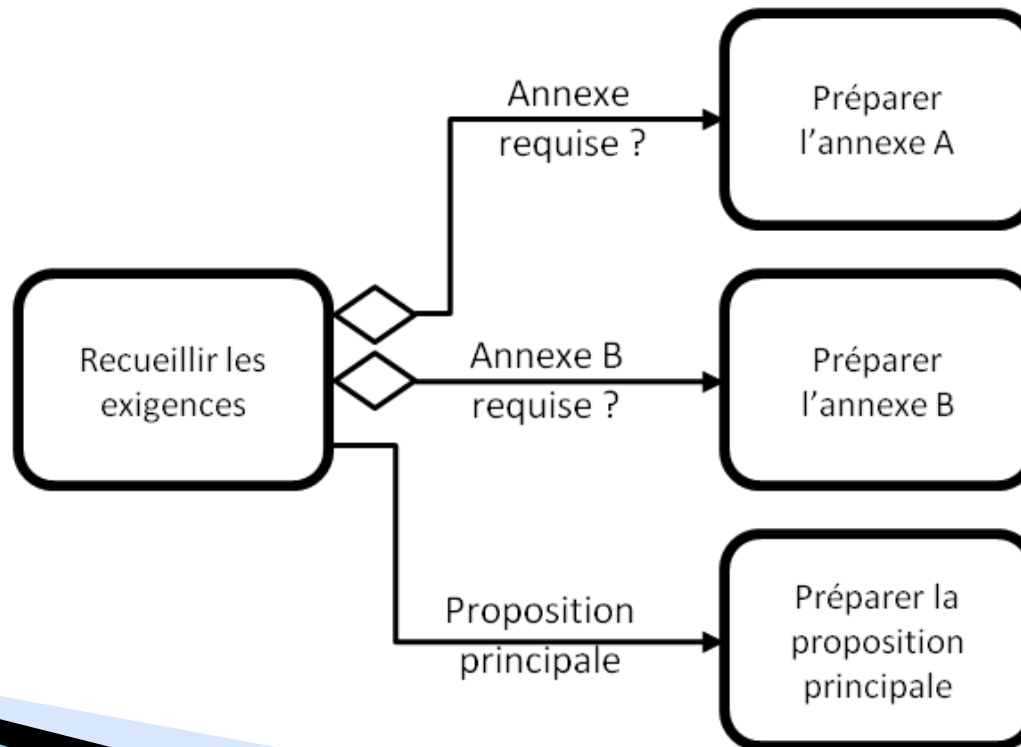 Annexe
requise ?
Préparer
l’annexe A
Recueillir les
exigences
Annexe B
requise ?
Préparer
l’annexe B
Proposition
principale
Préparer la
proposition
principale